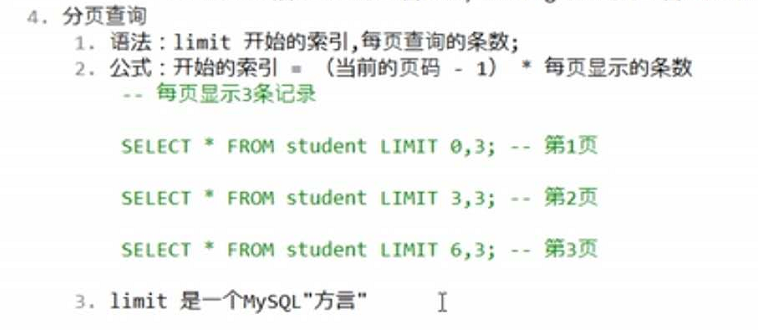 4. 分页查询
1. 语法：limit 开始的索引,每页查询的条数;
2. 公式：开始的索引 = （当前的页码 - 1） * 每页显示的条数
-- 每页显示3条记录
SELECT * FROM student LIMIT 0,3; -- 第1页
SELECT * FROM student LIMIT 3,3; -- 第2页
SELECT * FROM student LIMIT 6,3; -- 第3页
3. limit 是一个MySQL"方言"